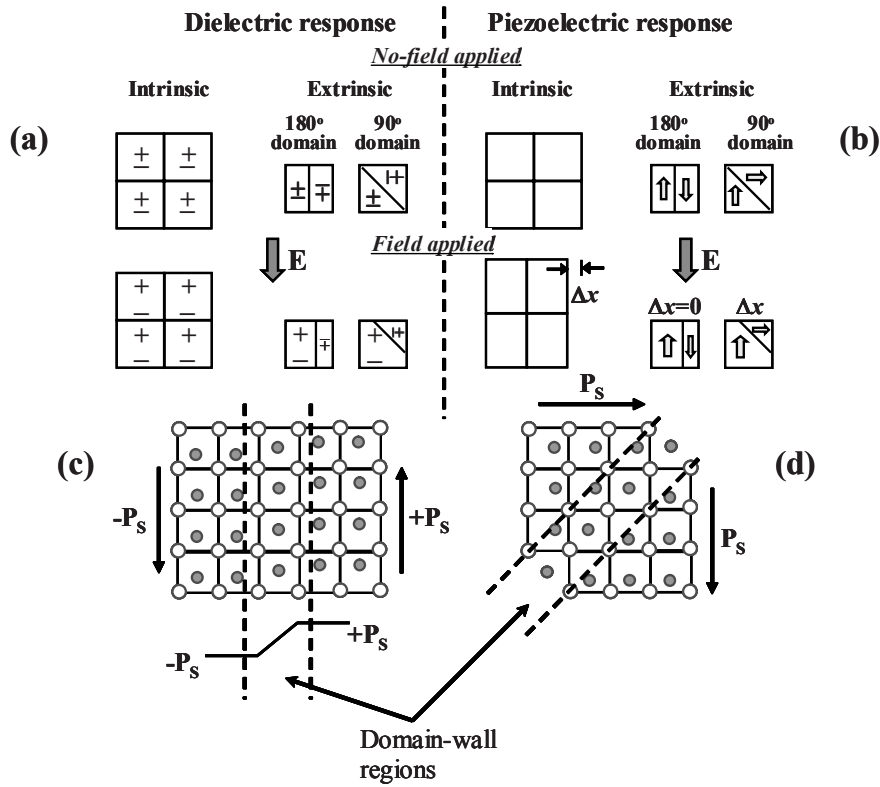 Dielectric response
Piezoelectric response
No-field applied
Intrinsic
Extrinsic
Intrinsic
Extrinsic
(a)
180° domain
90° domain
180° domain
90° domain
(b)
± ±
± ±
± ∓
± ±
Field applied
E
E
Δx
+ +
− −
+ +
− −
+ ∓
−
+ ±
−
Δx=0
Δx
(c)
-Pₛ
+Pₛ
Pₛ
(d)
Pₛ
-Pₛ
+Pₛ
Domain-wall
regions